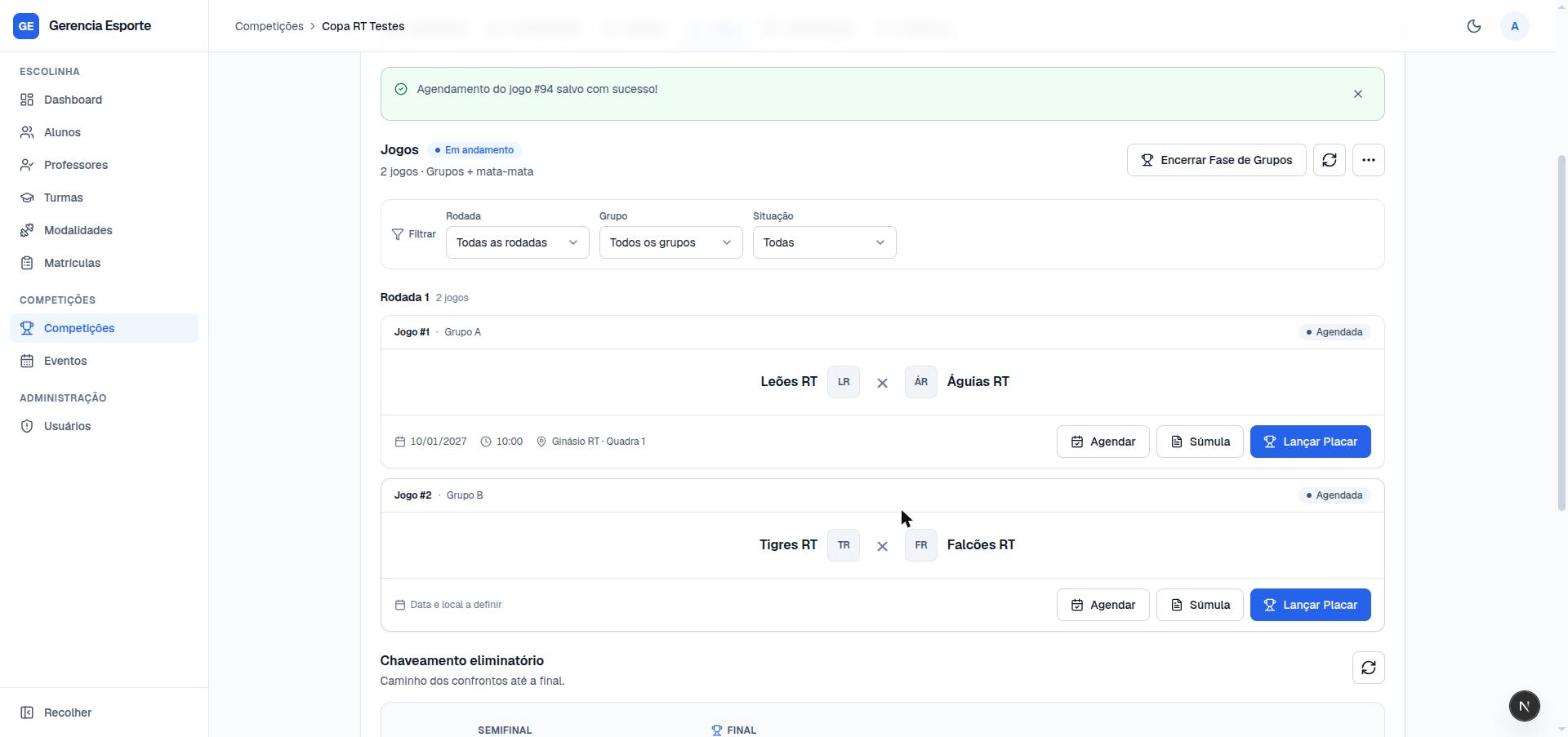 GE Gerencia Esporte
Competições > Copa RT Testes
A
ESCOLINHA
Dashboard
Alunos
Professores
Turmas
Modalidades
Matrículas
COMPETIÇÕES
Competições
Eventos
ADMINISTRAÇÃO
Usuários
Recolher
Agendamento do jogo #94 salvo com sucesso!
Jogos Em andamento
2 jogos · Grupos + mata-mata
Encerrar Fase de Grupos
Filtrar
Rodada Grupo Situação
Todas as rodadas Todos os grupos Todas
Rodada 1 2 jogos
Jogo #1 · Grupo A Agendada
Leões RT LR × ÁR Águias RT
10/01/2027 10:00 Ginásio RT · Quadra 1 Agendar Súmula Lançar Placar
Jogo #2 · Grupo B Agendada
Tigres RT TR × FR Falcões RT
Data e local a definir Agendar Súmula Lançar Placar
Chaveamento eliminatório
Caminho dos confrontos até a final.
SEMIFINAL FINAL
N